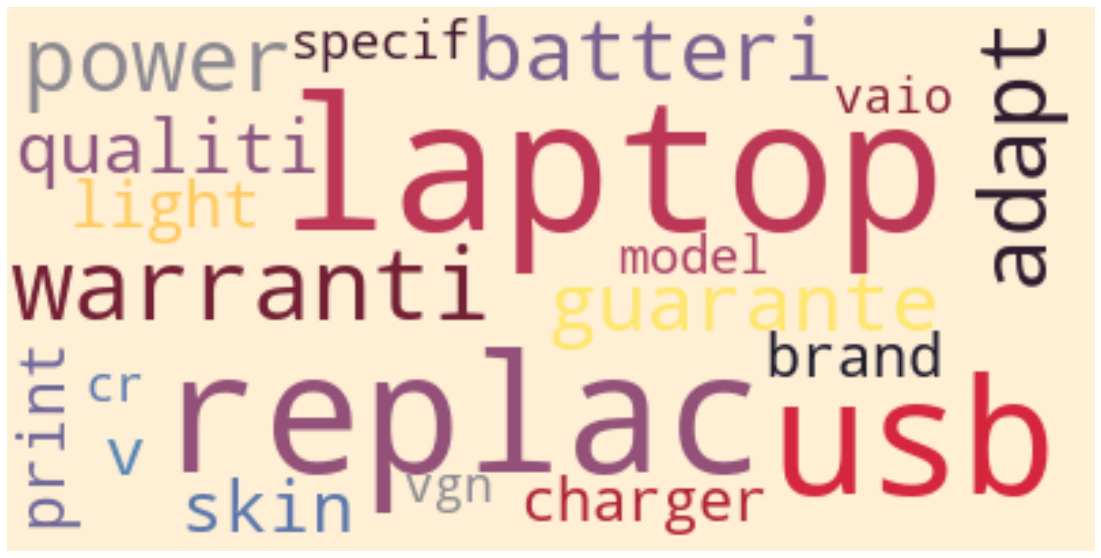 power
specif
batteri
adapt
vaio
qualiti
laptop
light
model
warranti
guarante
brand
print
cr
replac
usb
v
skin
vgn
charger